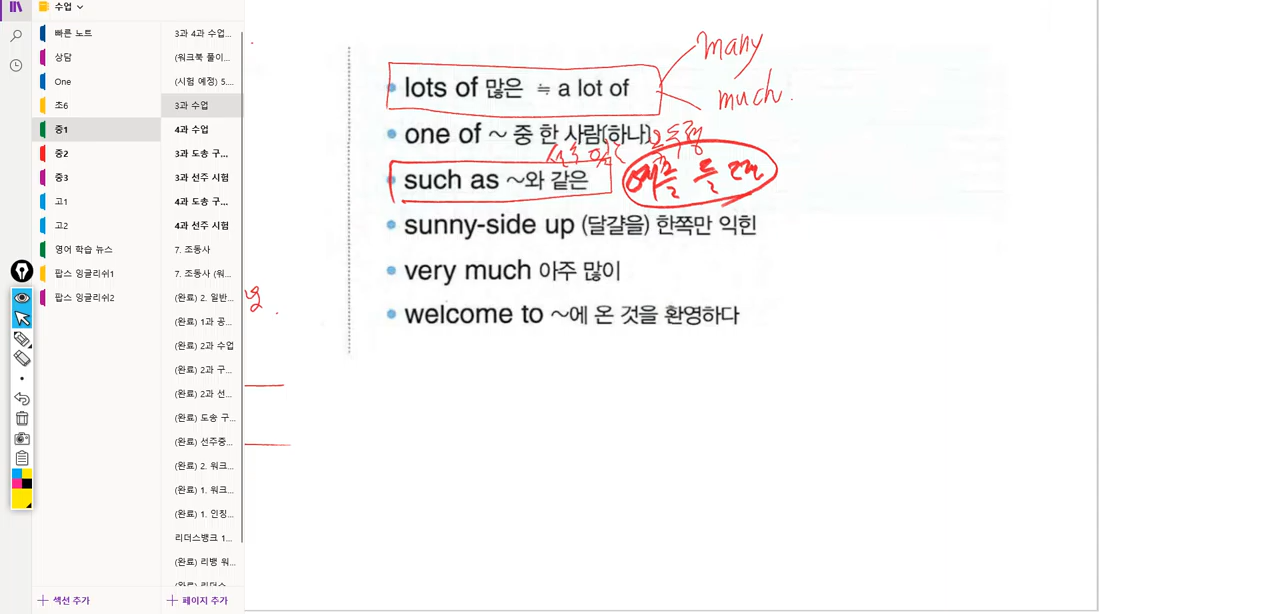 수업
빠른 노트
상담
One
초6
중1
중2
중3
고1
고2
영어 학습 뉴스
팝스 잉글리쉬1
팝스 잉글리쉬2
섹션 추가
3과 4과 수업...
(워크북 풀이...
(시험 예정) 5....
3과 수업
4과 수업
3과 도송 구...
3과 선주 시험
4과 도송 구...
4과 선주 시험
7. 조동사
7. 조동사 (워...
(완료) 2. 일반...
(완료) 1과 공...
(완료) 2과 수업
(완료) 2과 구...
(완료) 2과 선...
(완료) 도송 구...
(완료) 선주중...
(완료) 2. 워크...
(완료) 1. 워크...
(완료) 1. 인칭...
리더스뱅크 1...
(완료) 리뱅 워...
(완료) 리더스
페이지 추가
many
lots of 많은 ≒ a lot of
much.
one of ~ 중 한 사람[하나]
such as ~와 같은 예를 들면
sunny-side up (달걀을) 한쪽만 익힌
very much 아주 많이
welcome to ~에 온 것을 환영하다